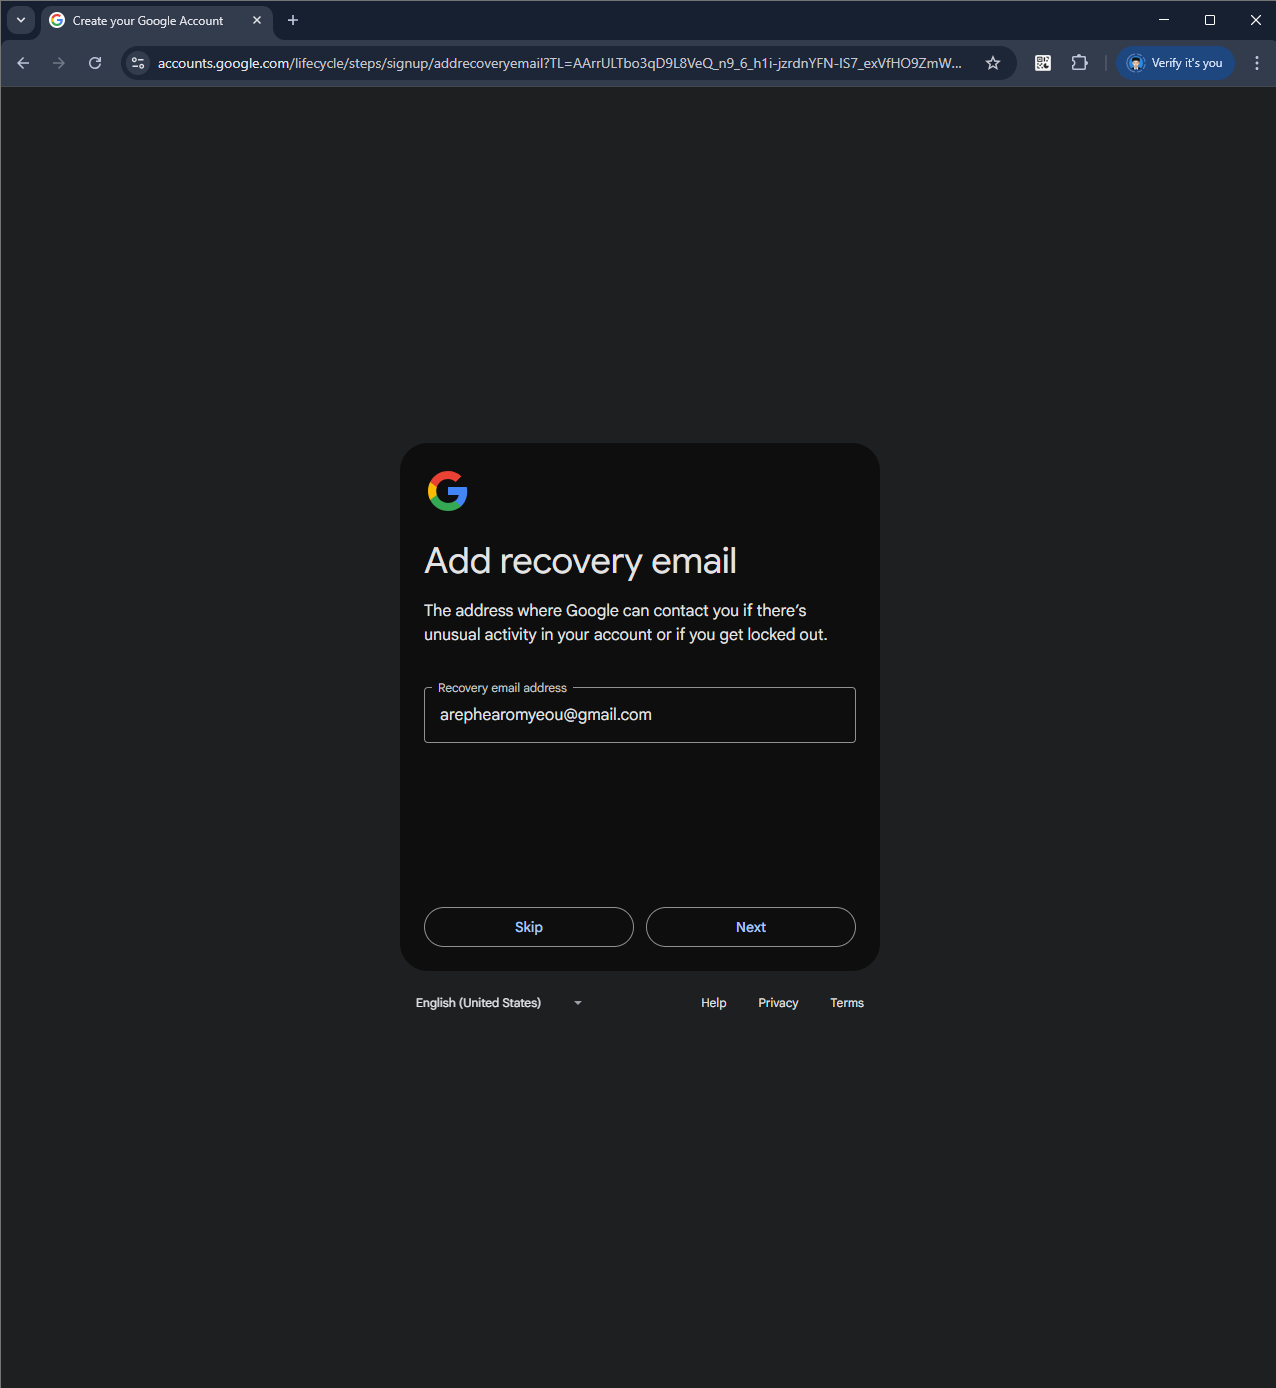 Create your Google Account
accounts.google.com/lifecycle/steps/signup/addrecoveryemail?TL=AArrULTbo3qD9L8VeQ_n9_6_h1i-jzrdnYFN-IS7_exVfHO9ZmW...
Verify it's you
Add recovery email
The address where Google can contact you if there's
unusual activity in your account or if you get locked out.
Recovery email address
arephearomyeou@gmail.com
Skip
Next
English (United States)
Help
Privacy
Terms